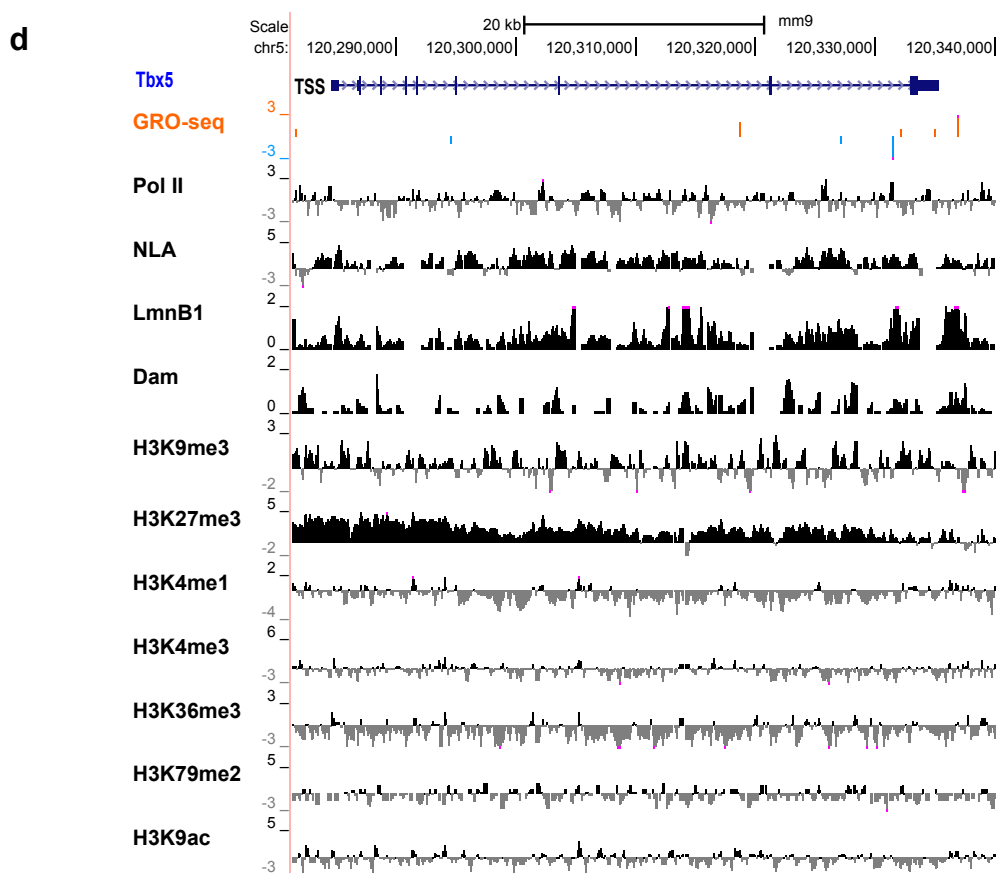 d
Scale 20 kb mm9
chr5: 120,290,000 120,300,000 120,310,000 120,320,000 120,330,000 120,340,000
Tbx5 TSS
3
GRO-seq
-3
3
Pol II
-3
5
NLA
-3
2
LmnB1
0
2
Dam
0
3
H3K9me3
-2
5
H3K27me3
-2
2
H3K4me1
-4
6
H3K4me3
-3
3
H3K36me3
-3
5
H3K79me2
-3
5
H3K9ac
-3